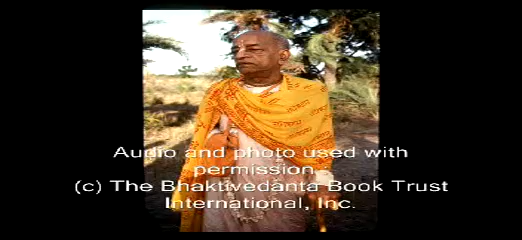 Audio and photo used with
permission.
(c) The Bhaktivedanta Book Trust
International, Inc.